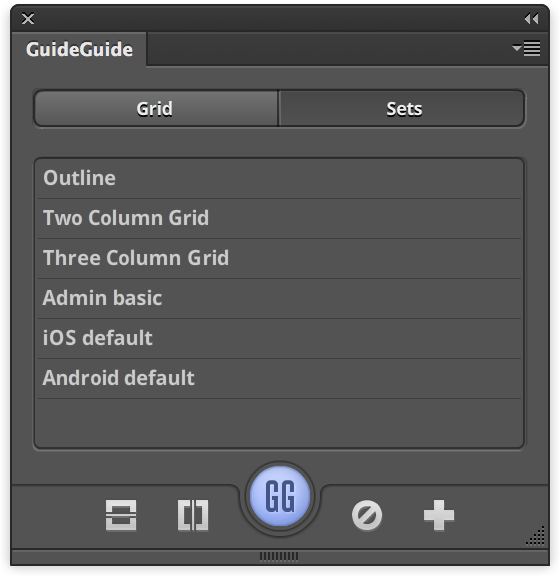 GuideGuide
Grid
Sets
Outline
Two Column Grid
Three Column Grid
Admin basic
iOS default
Android default
GG